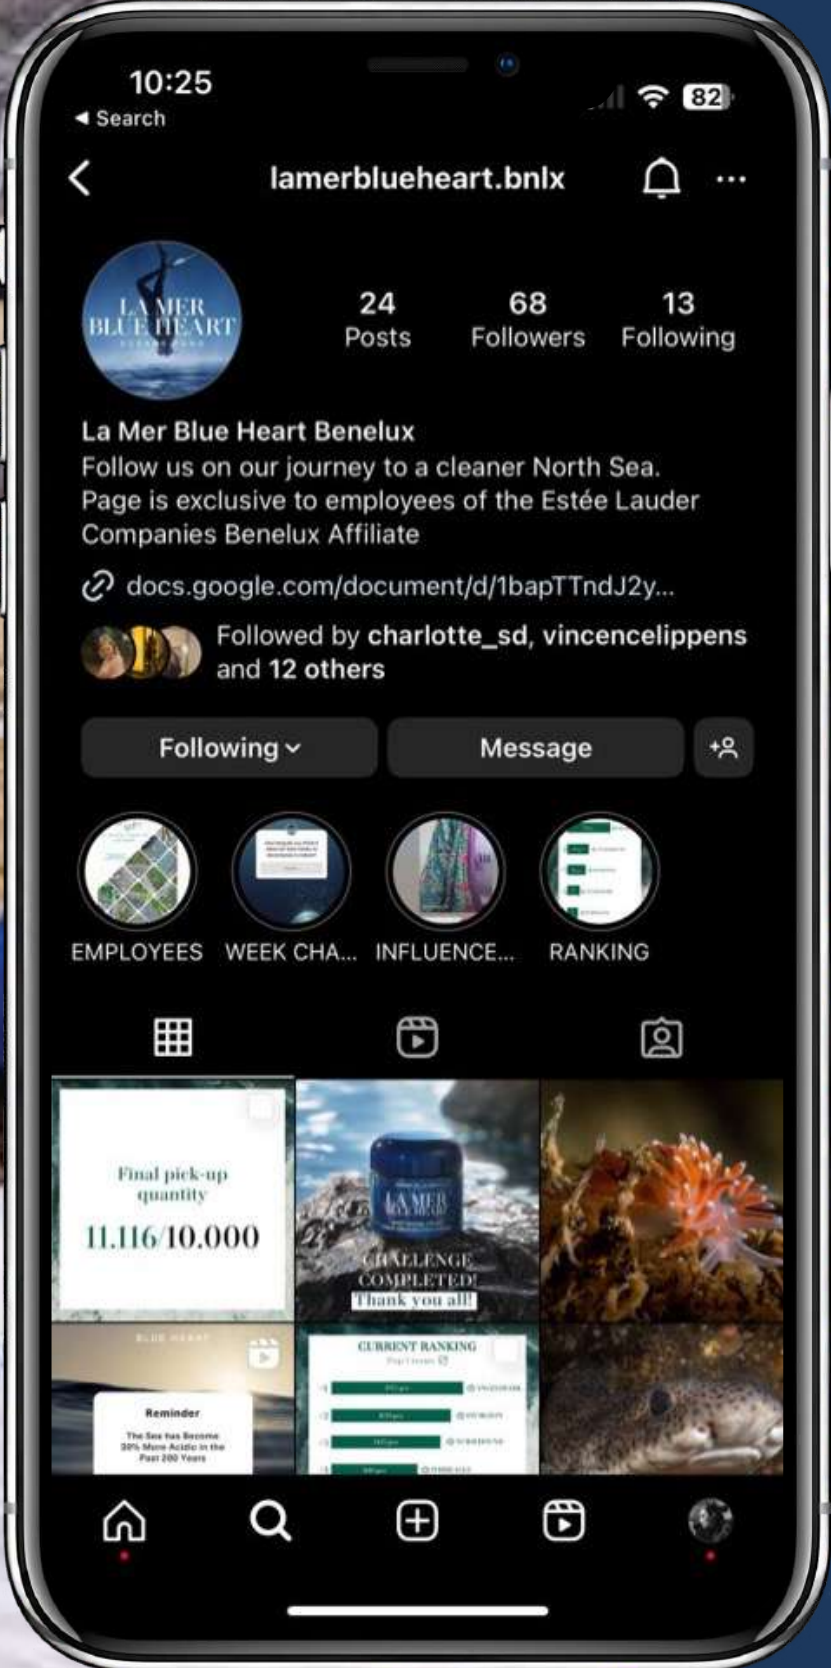 10:25
82
◀ Search
lamerblueheart.bnlx
LA MER
BLUE HEART
24
Posts
68
Followers
13
Following
La Mer Blue Heart Benelux
Follow us on our journey to a cleaner North Sea.
Page is exclusive to employees of the Estée Lauder
Companies Benelux Affiliate
docs.google.com/document/d/1bapTTndJ2y...
Followed by charlotte_sd, vincencelippens
and 12 others
Following
Message
EMPLOYEES
WEEK CHA...
INFLUENCE...
RANKING
Final pick-up
quantity
11.116/10.000
LA MER
CHALLENGE
COMPLETED!
Thank you all!
BLUE HEART
Reminder
The Sea has Become
30% More Acidic in the
Past 200 Years
CURRENT RANKING